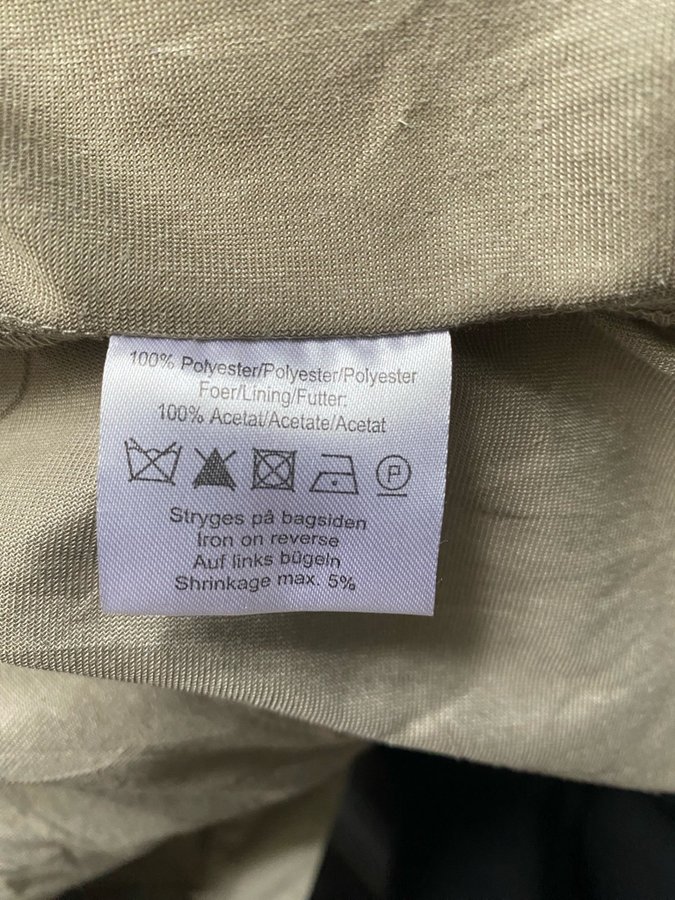 100% Polyester/Polyester/Polyester
Foer/Lining/Futter:
100% Acetat/Acetate/Acetat
P
Stryges på bagsiden
Iron on reverse
Auf links bügeln
Shrinkage max. 5%